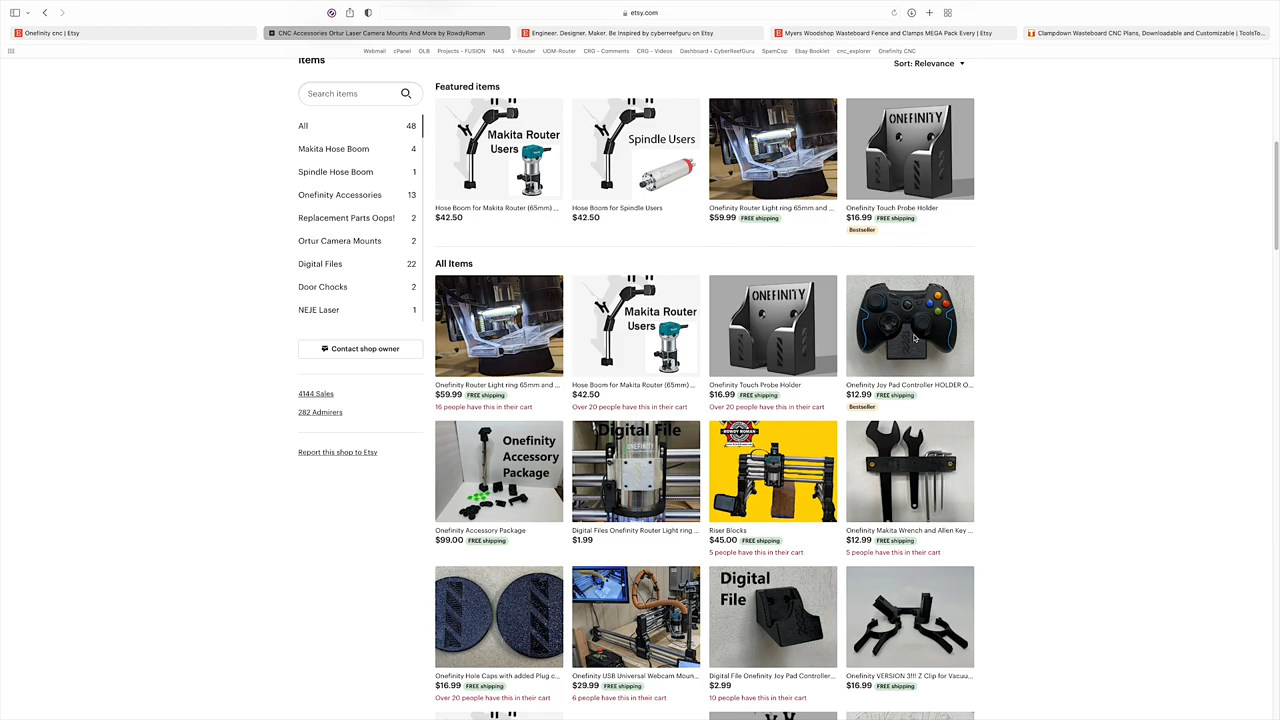 etsy.com
Onefinity cnc | Etsy
CNC Accessories Ortur Laser Camera Mounts And More by RowdyRoman
Engineer. Designer. Maker. Be Inspired by cyberreefguru on Etsy
Myers Woodshop Wasteboard Fence and Clamps MEGA Pack Every | Etsy
Clampdown Wasteboard CNC Plans, Downloadable and Customizable | ToolsTo...
Webmail
cPanel
OLB
Projects - FUSION
NAS
V-Router
UDM-Router
CRG - Comments
CRG - Videos
Dashboard ‹ CyberReefGuru
SpamCop
Ebay Booklet
cnc_explorer
Onefinity CNC
Items
Sort: Relevance
Search items
All 48
Makita Hose Boom 4
Spindle Hose Boom 1
Onefinity Accessories 13
Replacement Parts Oops! 2
Ortur Camera Mounts 2
Digital Files 22
Door Chocks 2
NEJE Laser 1
Contact shop owner
4144 Sales
282 Admirers
Report this shop to Etsy
Featured items
Makita Router
Users
Hose Boom for Makita Router (65mm) ...
$42.50
Spindle Users
Hose Boom for Spindle Users
$42.50
Onefinity Router Light ring 65mm and ...
$59.99 FREE shipping
ONEFINITY
Onefinity Touch Probe Holder
$16.99 FREE shipping
Bestseller
All Items
Onefinity Router Light ring 65mm and ...
$59.99 FREE shipping
16 people have this in their cart
Makita Router
Users
Hose Boom for Makita Router (65mm) ...
$42.50
Over 20 people have this in their cart
ONEFINITY
Onefinity Touch Probe Holder
$16.99 FREE shipping
Over 20 people have this in their cart
Onefinity Joy Pad Controller HOLDER O...
$12.99 FREE shipping
Bestseller
Onefinity
Accessory
Package
Onefinity Accessory Package
$99.00 FREE shipping
Digital File
ONEFINITY
Digital Files Onefinity Router Light ring ...
$1.99
ROWDY ROMAN
Riser Blocks
$45.00 FREE shipping
5 people have this in their cart
Onefinity Makita Wrench and Allen Key ...
$12.99 FREE shipping
5 people have this in their cart
Onefinity Hole Caps with added Plug c...
$16.99 FREE shipping
Over 20 people have this in their cart
Onefinity USB Universal Webcam Moun...
$29.99 FREE shipping
6 people have this in their cart
Digital
File
Digital File Onefinity Joy Pad Controller...
$2.99
10 people have this in their cart
Onefinity VERSION 3!!! Z Clip for Vacuu...
$16.99 FREE shipping